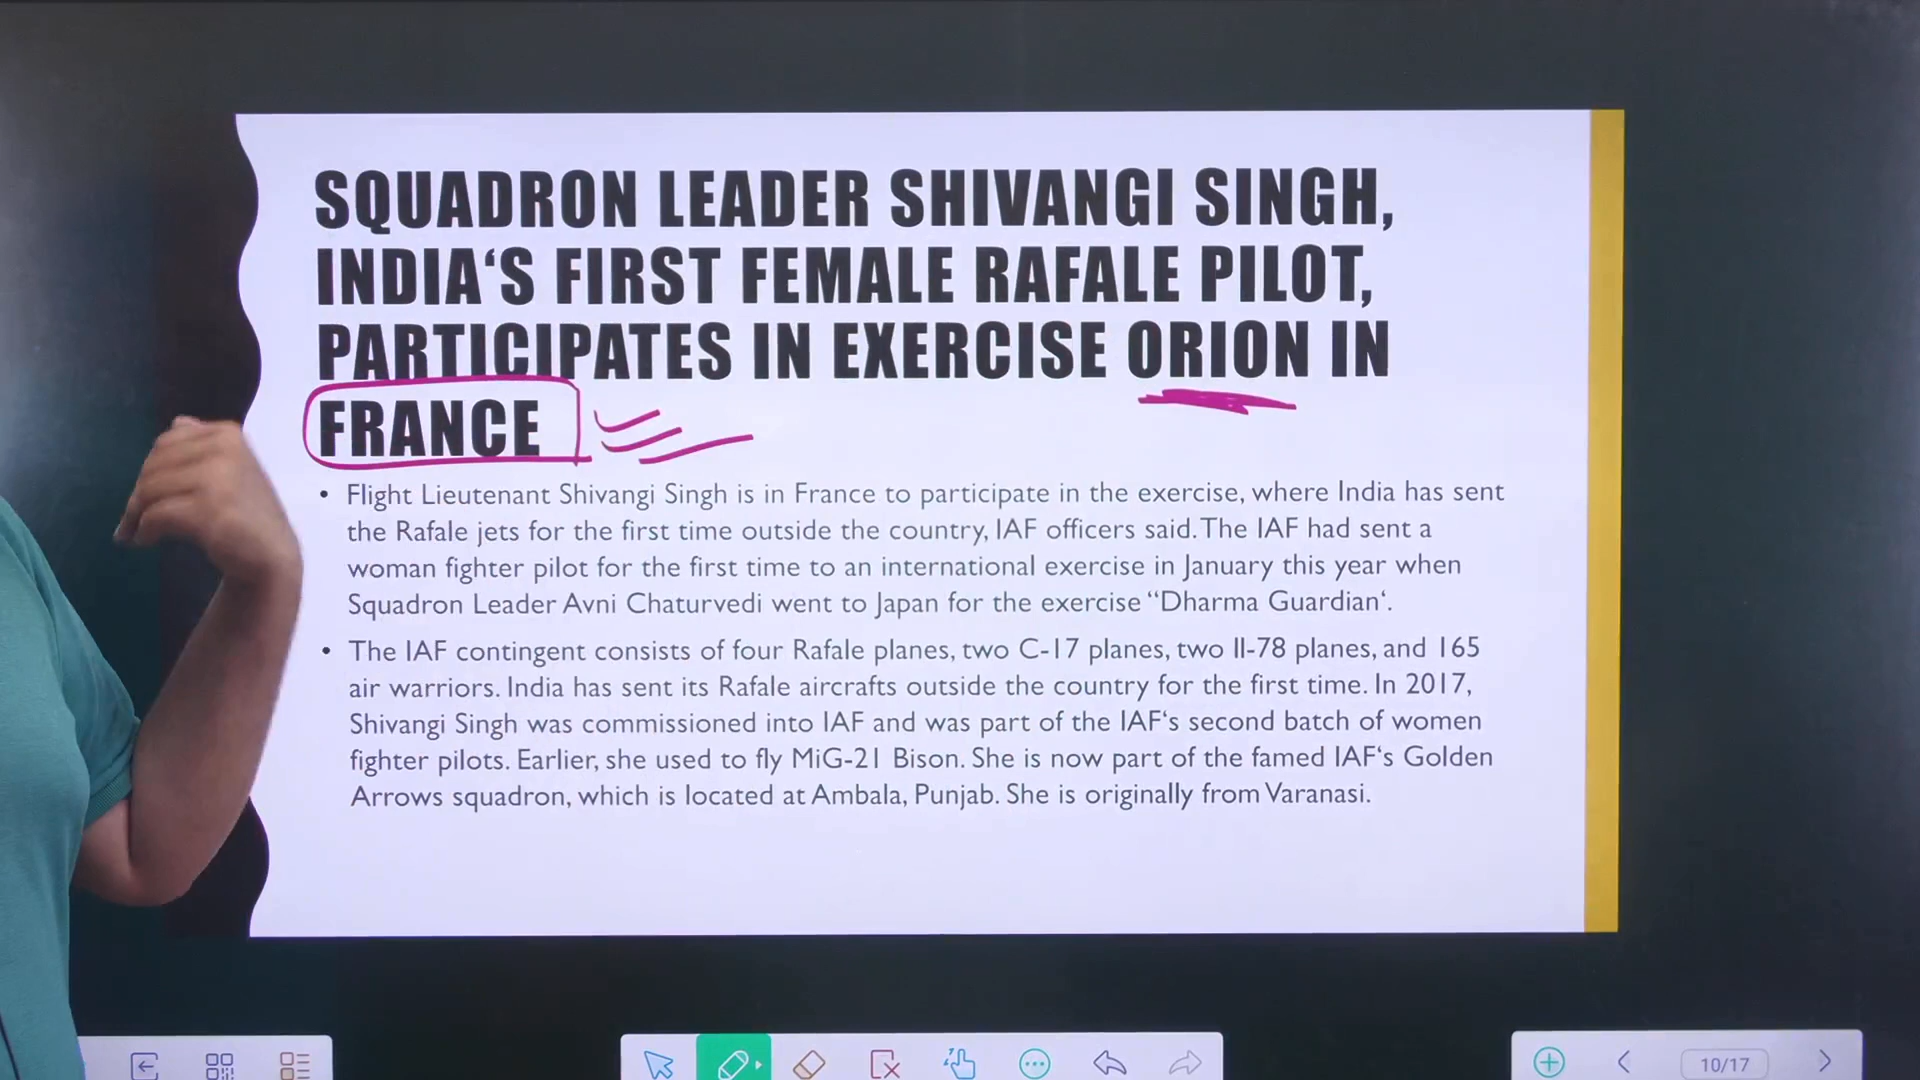 SQUADRON LEADER SHIVANGI SINGH,
INDIA‘S FIRST FEMALE RAFALE PILOT,
PARTICIPATES IN EXERCISE ORION IN
FRANCE
• Flight Lieutenant Shivangi Singh is in France to participate in the exercise, where India has sent
the Rafale jets for the first time outside the country, IAF officers said. The IAF had sent a
woman fighter pilot for the first time to an international exercise in January this year when
Squadron Leader Avni Chaturvedi went to Japan for the exercise “Dharma Guardian‘.
• The IAF contingent consists of four Rafale planes, two C-17 planes, two II-78 planes, and 165
air warriors. India has sent its Rafale aircrafts outside the country for the first time. In 2017,
Shivangi Singh was commissioned into IAF and was part of the IAF‘s second batch of women
fighter pilots. Earlier, she used to fly MiG-21 Bison. She is now part of the famed IAF‘s Golden
Arrows squadron, which is located at Ambala, Punjab. She is originally from Varanasi.
10/17